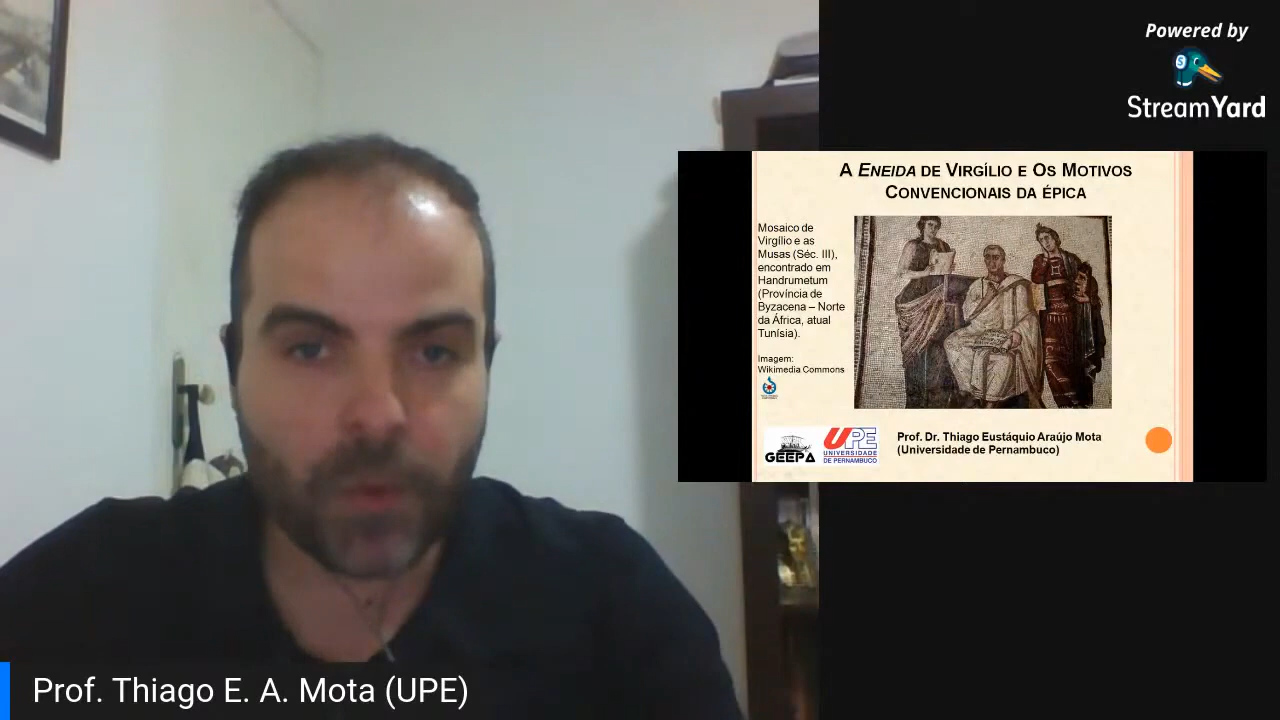 Powered by
StreamYard
A ENEIDA DE VIRGÍLIO E OS MOTIVOS
CONVENCIONAIS DA ÉPICA
Mosaico de
Virgílio e as
Musas (Séc. III),
encontrado em
Handrumetum
(Província de
Byzacena – Norte
da África, atual
Tunísia).
Imagem:
Wikimedia Commons
GEEPA
UPE
UNIVERSIDADE
DE PERNAMBUCO
Prof. Dr. Thiago Eustáquio Araújo Mota
(Universidade de Pernambuco)
Prof. Thiago E. A. Mota (UPE)